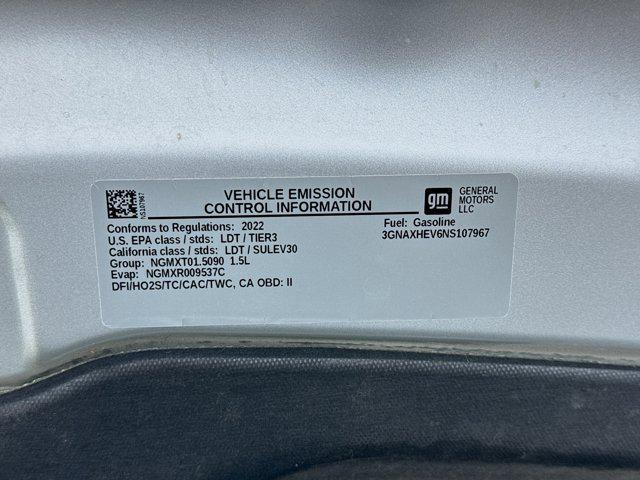 NS107967
VEHICLE EMISSION
CONTROL INFORMATION
gm
GENERAL
MOTORS
LLC
Conforms to Regulations: 2022
U.S. EPA class / stds: LDT / TIER3
California class / stds: LDT / SULEV30
Group: NGMXT01.5090 1.5L
Evap: NGMXR009537C
DFI/HO2S/TC/CAC/TWC, CA OBD: II
Fuel: Gasoline
3GNAXHEV6NS107967